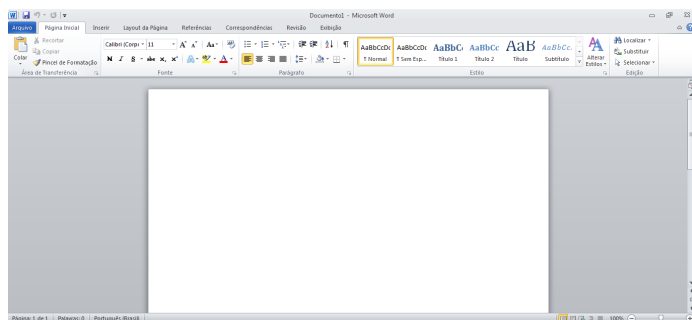 Documento1 - Microsoft Word
Arquivo Página Inicial Inserir Layout da Página Referências Correspondências Revisão Exibição
Colar
Recortar
Copiar
Pincel de Formatação
Área de Transferência
Calibri (Corpo 11
N I S abc x, x²
Fonte
Parágrafo
AaBbCcDc AaBbCcDc AaBbC AaBbCc AaB AaBbCc.
¶ Normal ¶ Sem Esp... Título 1 Título 2 Título Subtítulo
Alterar Estilos
Estilo
Localizar
Substituir
Selecionar
Edição
Página: 1 de 1 Palavras: 0 Português (Brasil) 100%